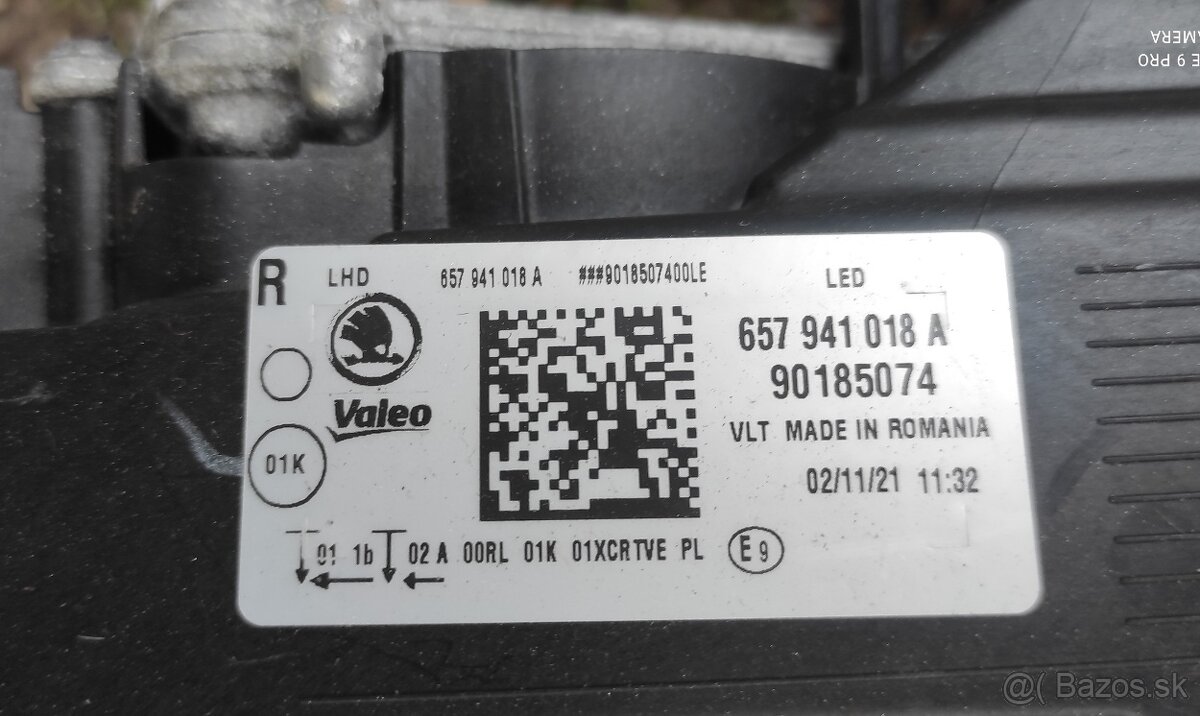 R LHD 657 941 018 A ###9018507400LE LED
657 941 018 A
90185074
Valeo
VLT MADE IN ROMANIA
01K
02/11/21 11:32
01 1b 02 A 00RL 01K 01XCRTVE PL E9
@( Bazos.sk
E 9 PRO
AMERA